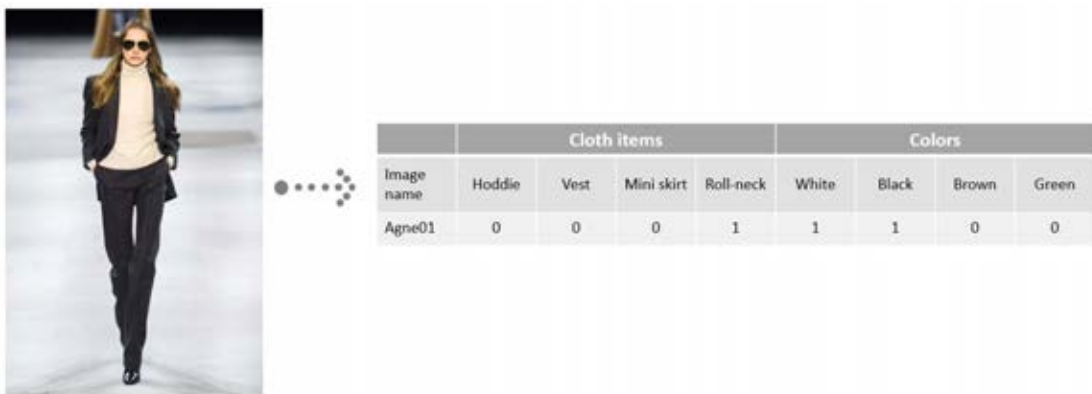 Cloth items Colors
Image name Hoddie Vest Mini skirt Roll-neck White Black Brown Green
Agne01 0 0 0 1 1 1 0 0